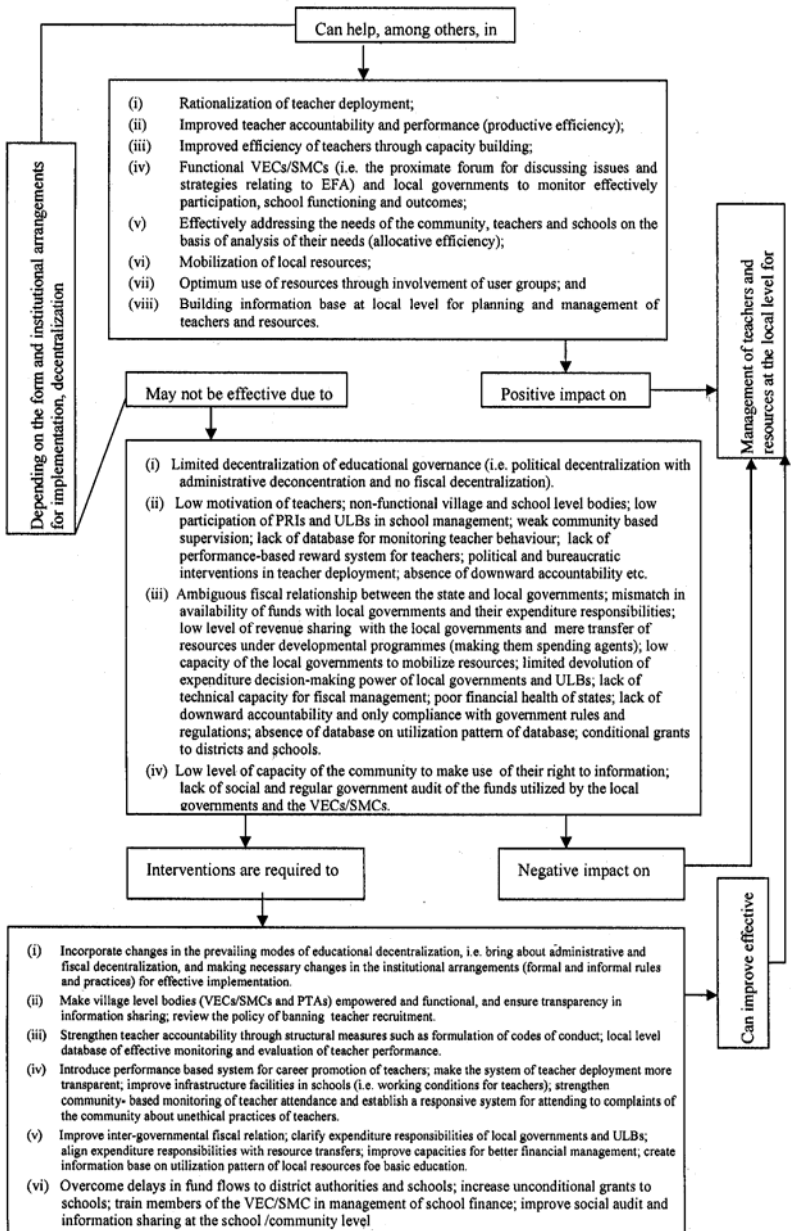 Can help, among others, in
(i) Rationalization of teacher deployment;
(ii) Improved teacher accountability and performance (productive efficiency);
(iii) Improved efficiency of teachers through capacity building;
(iv) Functional VECs/SMCs (i.e. the proximate forum for discussing issues and
strategies relating to EFA) and local governments to monitor effectively
participation, school functioning and outcomes;
(v) Effectively addressing the needs of the community, teachers and schools on the
basis of analysis of their needs (allocative efficiency);
(vi) Mobilization of local resources;
(vii) Optimum use of resources through involvement of user groups; and
(viii) Building information base at local level for planning and management of
teachers and resources.
Depending on the form and institutional arrangements
for implementation, decentralization
Management of teachers and
resources at the local level for
May not be effective due to
Positive impact on
(i) Limited decentralization of educational governance (i.e. political decentralization with
administrative deconcentration and no fiscal decentralization).
(ii) Low motivation of teachers; non-functional village and school level bodies; low
participation of PRIs and ULBs in school management; weak community based
supervision; lack of database for monitoring teacher behaviour; lack of
performance-based reward system for teachers; political and bureaucratic
interventions in teacher deployment; absence of downward accountability etc.
(iii) Ambiguous fiscal relationship between the state and local governments; mismatch in
availability of funds with local governments and their expenditure responsibilities;
low level of revenue sharing with the local governments and mere transfer of
resources under developmental programmes (making them spending agents); low
capacity of the local governments to mobilize resources; limited devolution of
expenditure decision-making power of local governments and ULBs; lack of
technical capacity for fiscal management; poor financial health of states; lack of
downward accountability and only compliance with government rules and
regulations; absence of database on utilization pattern of database; conditional grants
to districts and schools.
(iv) Low level of capacity of the community to make use of their right to information;
lack of social and regular government audit of the funds utilized by the local
governments and the VECs/SMCs.
Interventions are required to
Negative impact on
Can improve effective
(i) Incorporate changes in the prevailing modes of educational decentralization, i.e. bring about administrative and
fiscal decentralization, and making necessary changes in the institutional arrangements (formal and informal rules
and practices) for effective implementation.
(ii) Make village level bodies (VECs/SMCs and PTAs) empowered and functional, and ensure transparency in
information sharing; review the policy of banning teacher recruitment.
(iii) Strengthen teacher accountability through structural measures such as formulation of codes of conduct; local level
database of effective monitoring and evaluation of teacher performance.
(iv) Introduce performance based system for career promotion of teachers; make the system of teacher deployment more
transparent; improve infrastructure facilities in schools (i.e. working conditions for teachers); strengthen
community- based monitoring of teacher attendance and establish a responsive system for attending to complaints of
the community about unethical practices of teachers.
(v) Improve inter-governmental fiscal relation; clarify expenditure responsibilities of local governments and ULBs;
align expenditure responsibilities with resource transfers; improve capacities for better financial management; create
information base on utilization pattern of local resources foe basic education.
(vi) Overcome delays in fund flows to district authorities and schools; increase unconditional grants to
schools; train members of the VEC/SMC in management of school finance; improve social audit and
information sharing at the school /community level